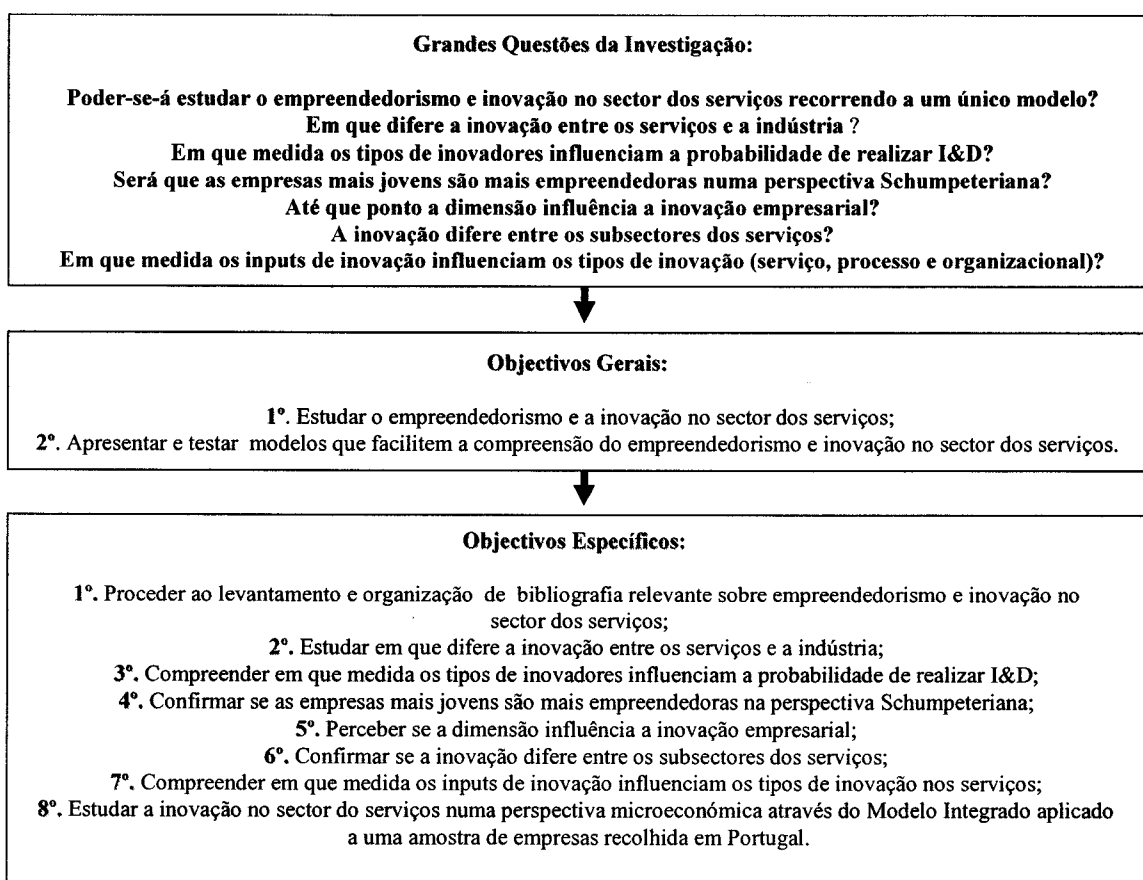 Grandes Questões da Investigação:
Poder-se-á estudar o empreendedorismo e inovação no sector dos serviços recorrendo a um único modelo?
Em que difere a inovação entre os serviços e a indústria ?
Em que medida os tipos de inovadores influenciam a probabilidade de realizar I&D?
Será que as empresas mais jovens são mais empreendedoras numa perspectiva Schumpeteriana?
Até que ponto a dimensão influência a inovação empresarial?
A inovação difere entre os subsectores dos serviços?
Em que medida os inputs de inovação influenciam os tipos de inovação (serviço, processo e organizacional)?
Objectivos Gerais:
1º. Estudar o empreendedorismo e a inovação no sector dos serviços;
2º. Apresentar e testar modelos que facilitem a compreensão do empreendedorismo e inovação no sector dos serviços.
Objectivos Específicos:
1º. Proceder ao levantamento e organização de bibliografia relevante sobre empreendedorismo e inovação no
sector dos serviços;
2º. Estudar em que difere a inovação entre os serviços e a indústria;
3º. Compreender em que medida os tipos de inovadores influenciam a probabilidade de realizar I&D;
4º. Confirmar se as empresas mais jovens são mais empreendedoras na perspectiva Schumpeteriana;
5º. Perceber se a dimensão influência a inovação empresarial;
6º. Confirmar se a inovação difere entre os subsectores dos serviços;
7º. Compreender em que medida os inputs de inovação influenciam os tipos de inovação nos serviços;
8º. Estudar a inovação no sector do serviços numa perspectiva microeconómica através do Modelo Integrado aplicado
a uma amostra de empresas recolhida em Portugal.